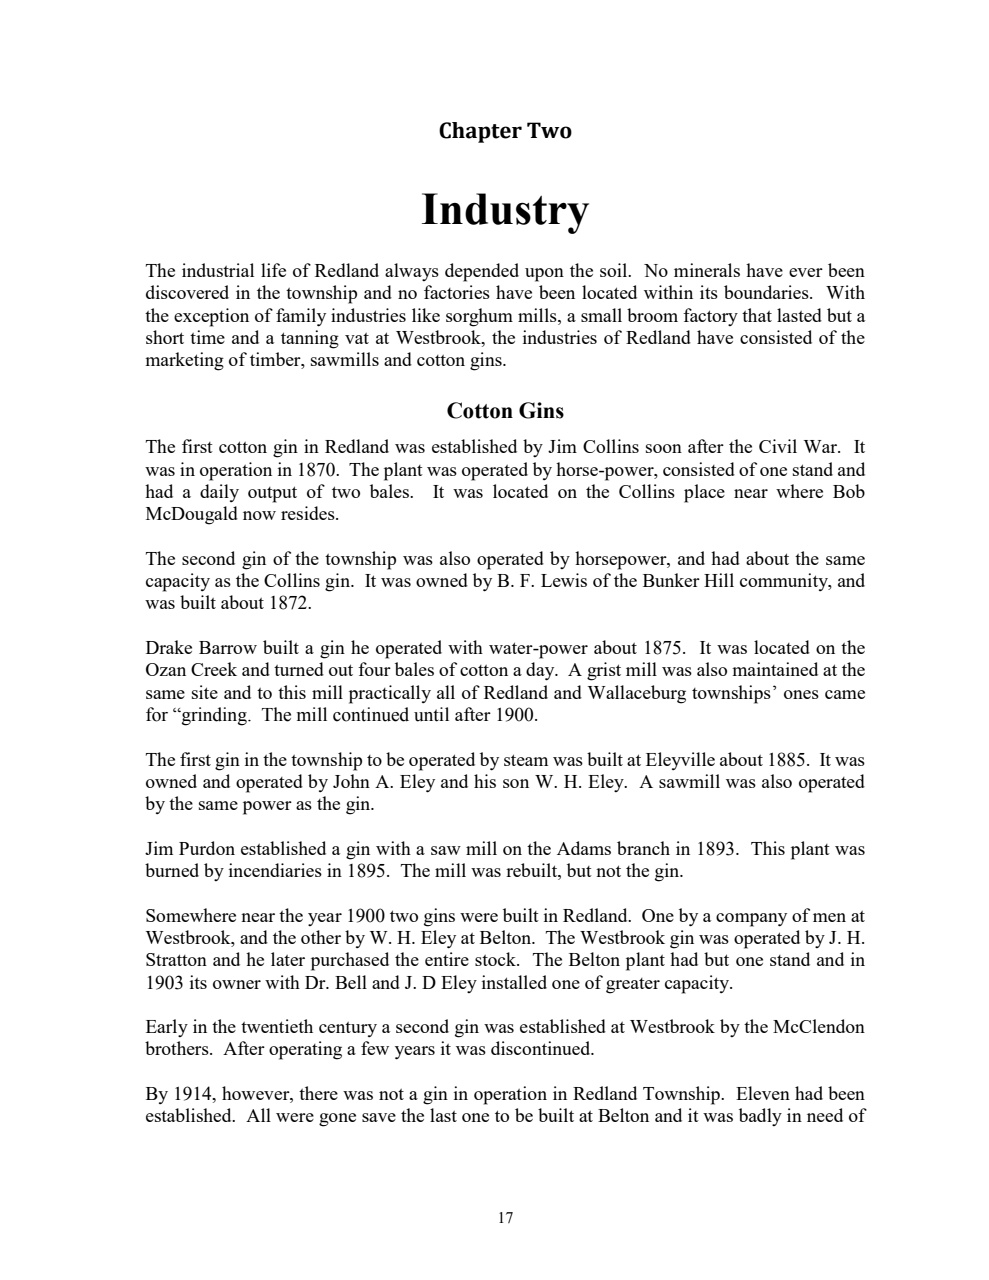 Chapter Two
Industry
The industrial life of Redland always depended upon the soil.  No minerals have ever been
discovered in the township and no factories have been located within its boundaries.  With
the exception of family industries like sorghum mills, a small broom factory that lasted but a
short time and a tanning vat at Westbrook, the industries of Redland have consisted of the
marketing of timber, sawmills and cotton gins.
Cotton Gins
The first cotton gin in Redland was established by Jim Collins soon after the Civil War.  It
was in operation in 1870.  The plant was operated by horse-power, consisted of one stand and
had a daily output of two bales.  It was located on the Collins place near where Bob
McDougald now resides.
The second gin of the township was also operated by horsepower, and had about the same
capacity as the Collins gin.  It was owned by B. F. Lewis of the Bunker Hill community, and
was built about 1872.
Drake Barrow built a gin he operated with water-power about 1875.  It was located on the
Ozan Creek and turned out four bales of cotton a day.  A grist mill was also maintained at the
same site and to this mill practically all of Redland and Wallaceburg townships’ ones came
for “grinding.  The mill continued until after 1900.
The first gin in the township to be operated by steam was built at Eleyville about 1885.  It was
owned and operated by John A. Eley and his son W. H. Eley.  A sawmill was also operated
by the same power as the gin.
Jim Purdon established a gin with a saw mill on the Adams branch in 1893.  This plant was
burned by incendiaries in 1895.  The mill was rebuilt, but not the gin.
Somewhere near the year 1900 two gins were built in Redland.  One by a company of men at
Westbrook, and the other by W. H. Eley at Belton.  The Westbrook gin was operated by J. H.
Stratton and he later purchased the entire stock.  The Belton plant had but one stand and in
1903 its owner with Dr. Bell and J. D Eley installed one of greater capacity.
Early in the twentieth century a second gin was established at Westbrook by the McClendon
brothers.  After operating a few years it was discontinued.
By 1914, however, there was not a gin in operation in Redland Township.  Eleven had been
established.  All were gone save the last one to be built at Belton and it was badly in need of
17